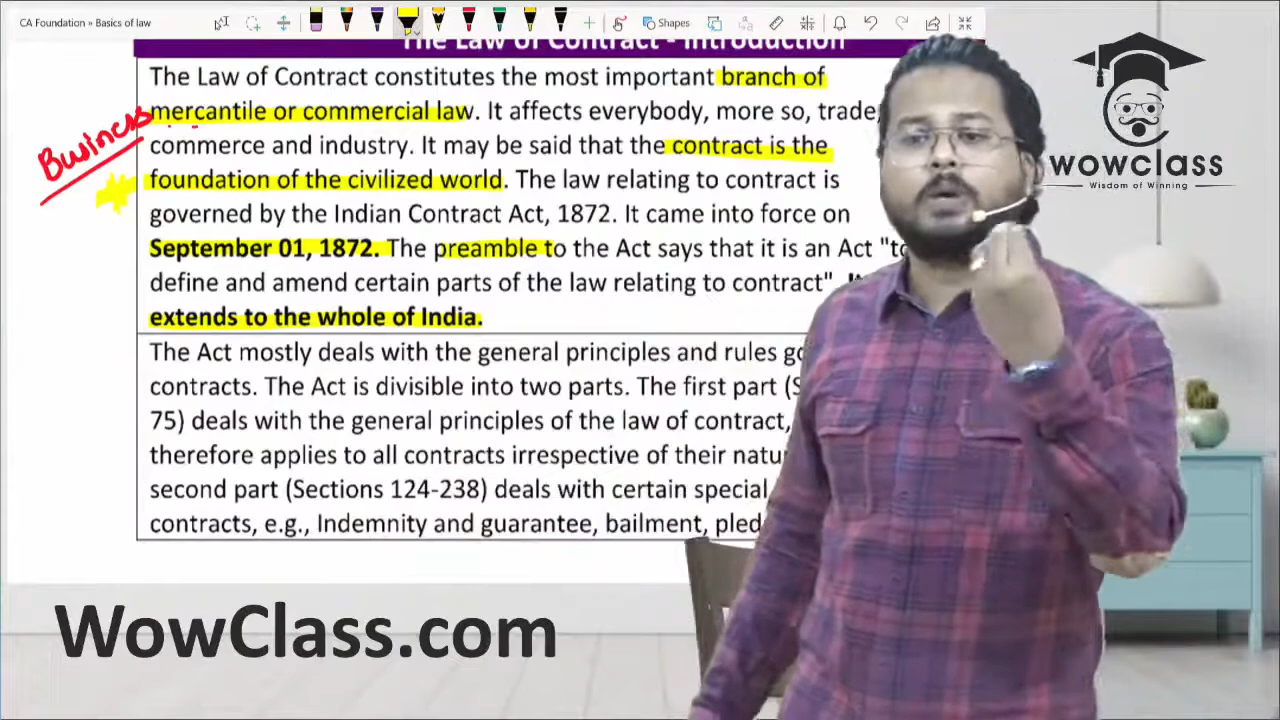 CA Foundation » Basics of law
Shapes
The Law of Contract - Introduction
The Law of Contract constitutes the most important branch of
mercantile or commercial law. It affects everybody, more so, trade,
Business
commerce and industry. It may be said that the contract is the
foundation of the civilized world. The law relating to contract is
governed by the Indian Contract Act, 1872. It came into force on
September 01, 1872. The preamble to the Act says that it is an Act "to
define and amend certain parts of the law relating to contract".
extends to the whole of India.
The Act mostly deals with the general principles and rules
contracts. The Act is divisible into two parts. The first part (S
75) deals with the general principles of the law of contract,
therefore applies to all contracts irrespective of their
second part (Sections 124-238) deals with certain special
contracts, e.g., Indemnity and guarantee, bailment,
wowclass
Wisdom of Winning
WowClass.com